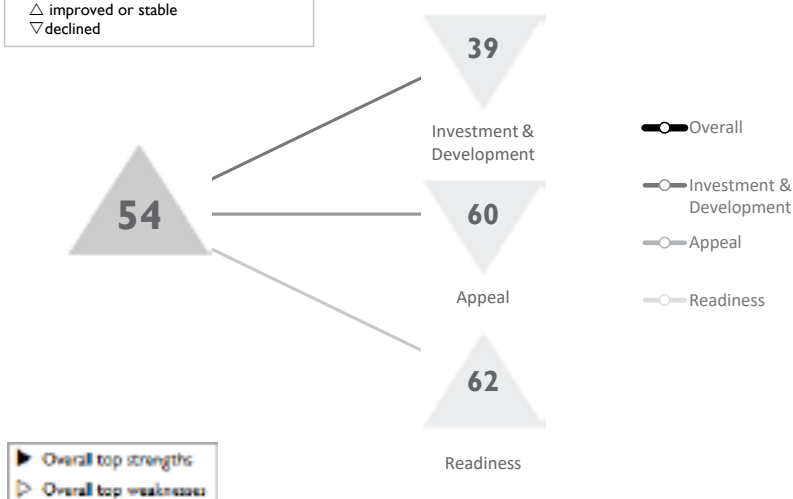 △ improved or stable
▽ declined
39
Investment &
Development
54
60
Appeal
62
Readiness
Overall
Investment &
Development
Appeal
Readiness
▶ Overall top strengths
▷ Overall top weaknesses